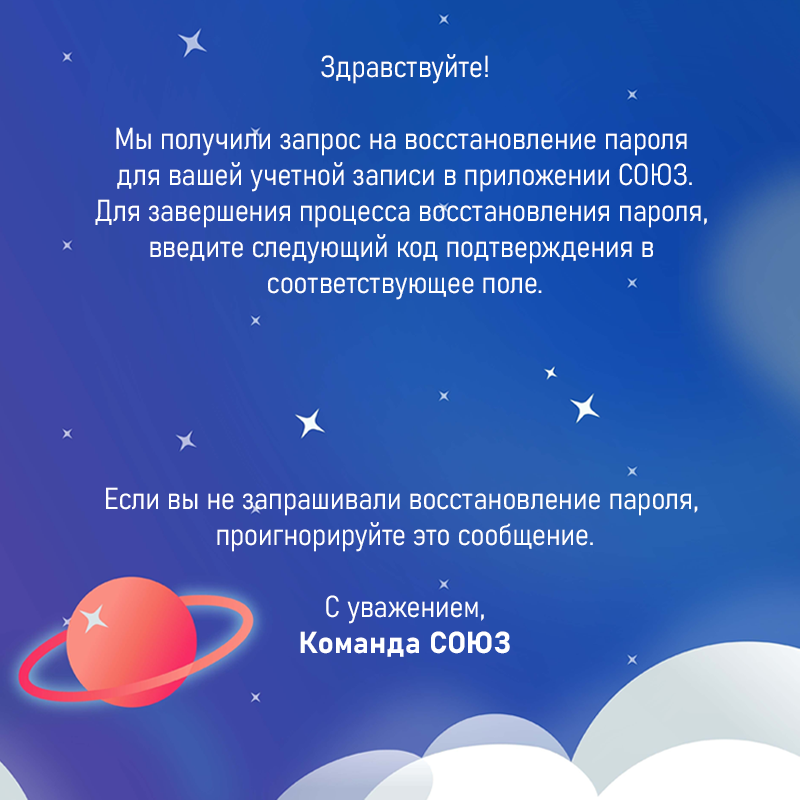 Здравствуйте!
Мы получили запрос на восстановление пароля
для вашей учетной записи в приложении СОЮЗ.
Для завершения процесса восстановления пароля,
введите следующий код подтверждения в
соответствующее поле.
Если вы не запрашивали восстановление пароля,
проигнорируйте это сообщение.
С уважением,
Команда СОЮЗ